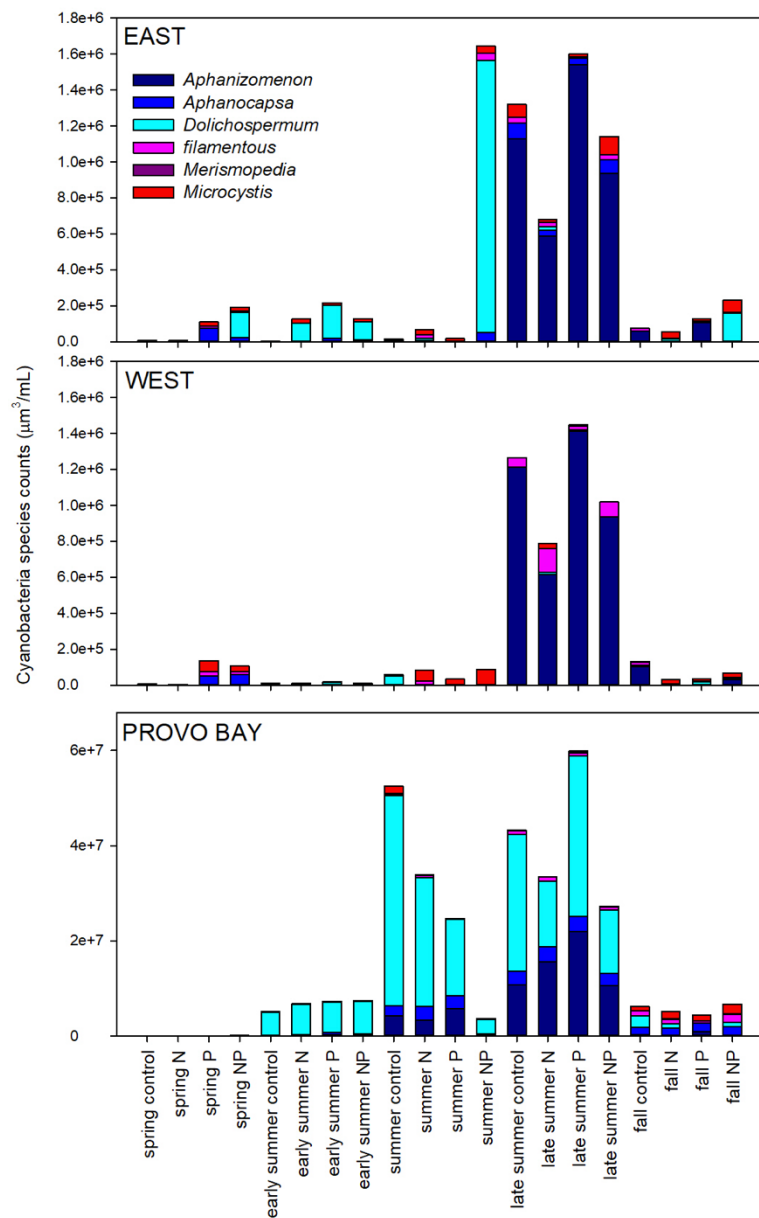 EAST
Aphanizomenon
Aphanocapsa
Dolichospermum
filamentous
Merismopedia
Microcystis
1.8e+6
1.6e+6
1.4e+6
1.2e+6
1.0e+6
8.0e+5
6.0e+5
4.0e+5
2.0e+5
0.0
WEST
1.8e+6
1.6e+6
1.4e+6
1.2e+6
1.0e+6
8.0e+5
6.0e+5
4.0e+5
2.0e+5
0.0
Cyanobacteria species counts (µm³/mL)
PROVO BAY
6e+7
4e+7
2e+7
0
spring control
spring N
spring P
spring NP
early summer control
early summer N
early summer P
early summer NP
summer control
summer N
summer P
summer NP
late summer control
late summer N
late summer P
late summer NP
fall control
fall N
fall P
fall NP